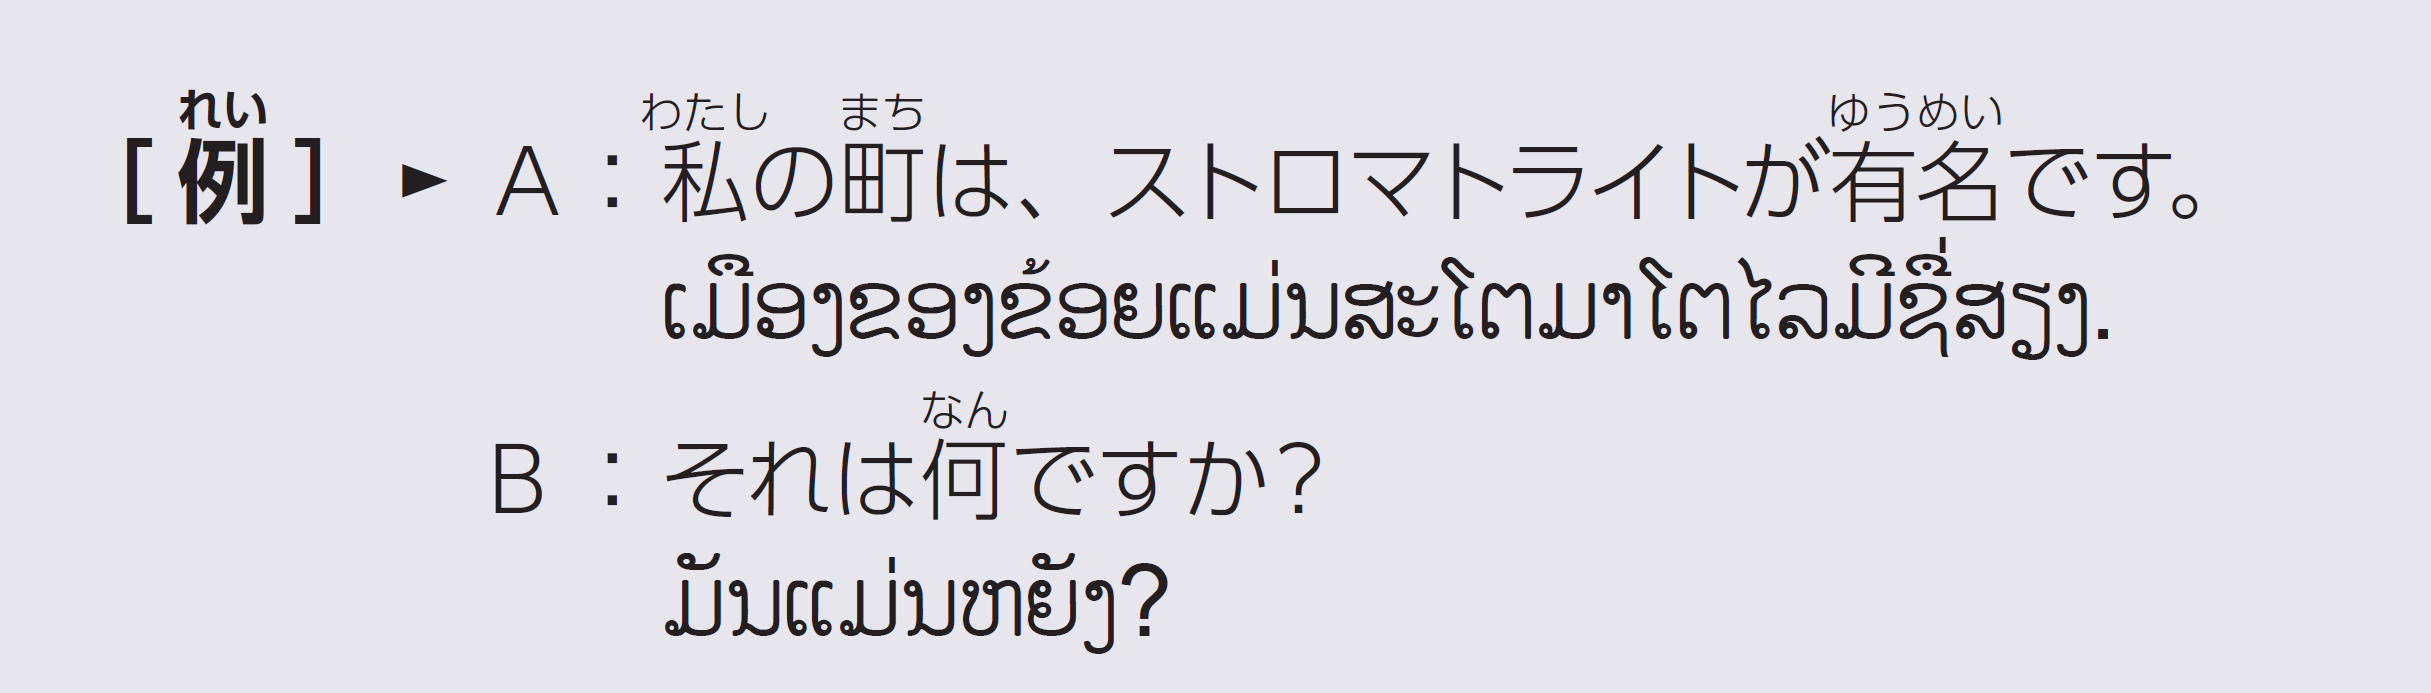 れい わたし まち ゆうめい
[ 例 ] ► A : 私の町は、ストロマトライトが有名です。
ເມືອງຂອງຂ້ອຍແມ່ນສະໂຕມາໂຕໄລມີຊື່ສຽງ.
なん
B : それは何ですか？
ມັນແມ່ນຫຍັງ?